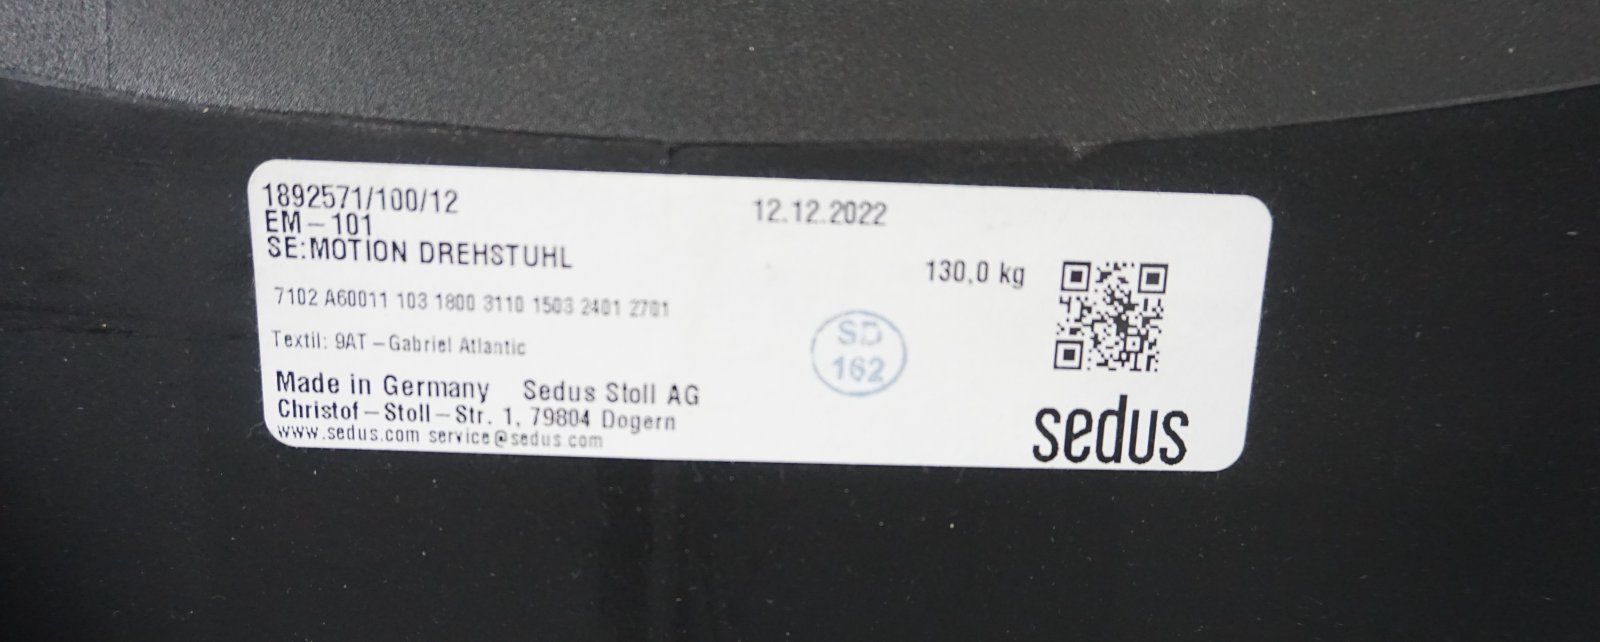 1892571/100/12
12.12.2022
EM-101
SE:MOTION DREHSTUHL
130,0 kg
7102 A60011 103 1800 3110 1503 2401 2701
Textil: 9AT-Gabriel Atlantic
SD
162
Made in Germany Sedus Stoll AG
Christof-Stoll-Str. 1, 79804 Dogern
www.sedus.com service@sedus.com
sedus